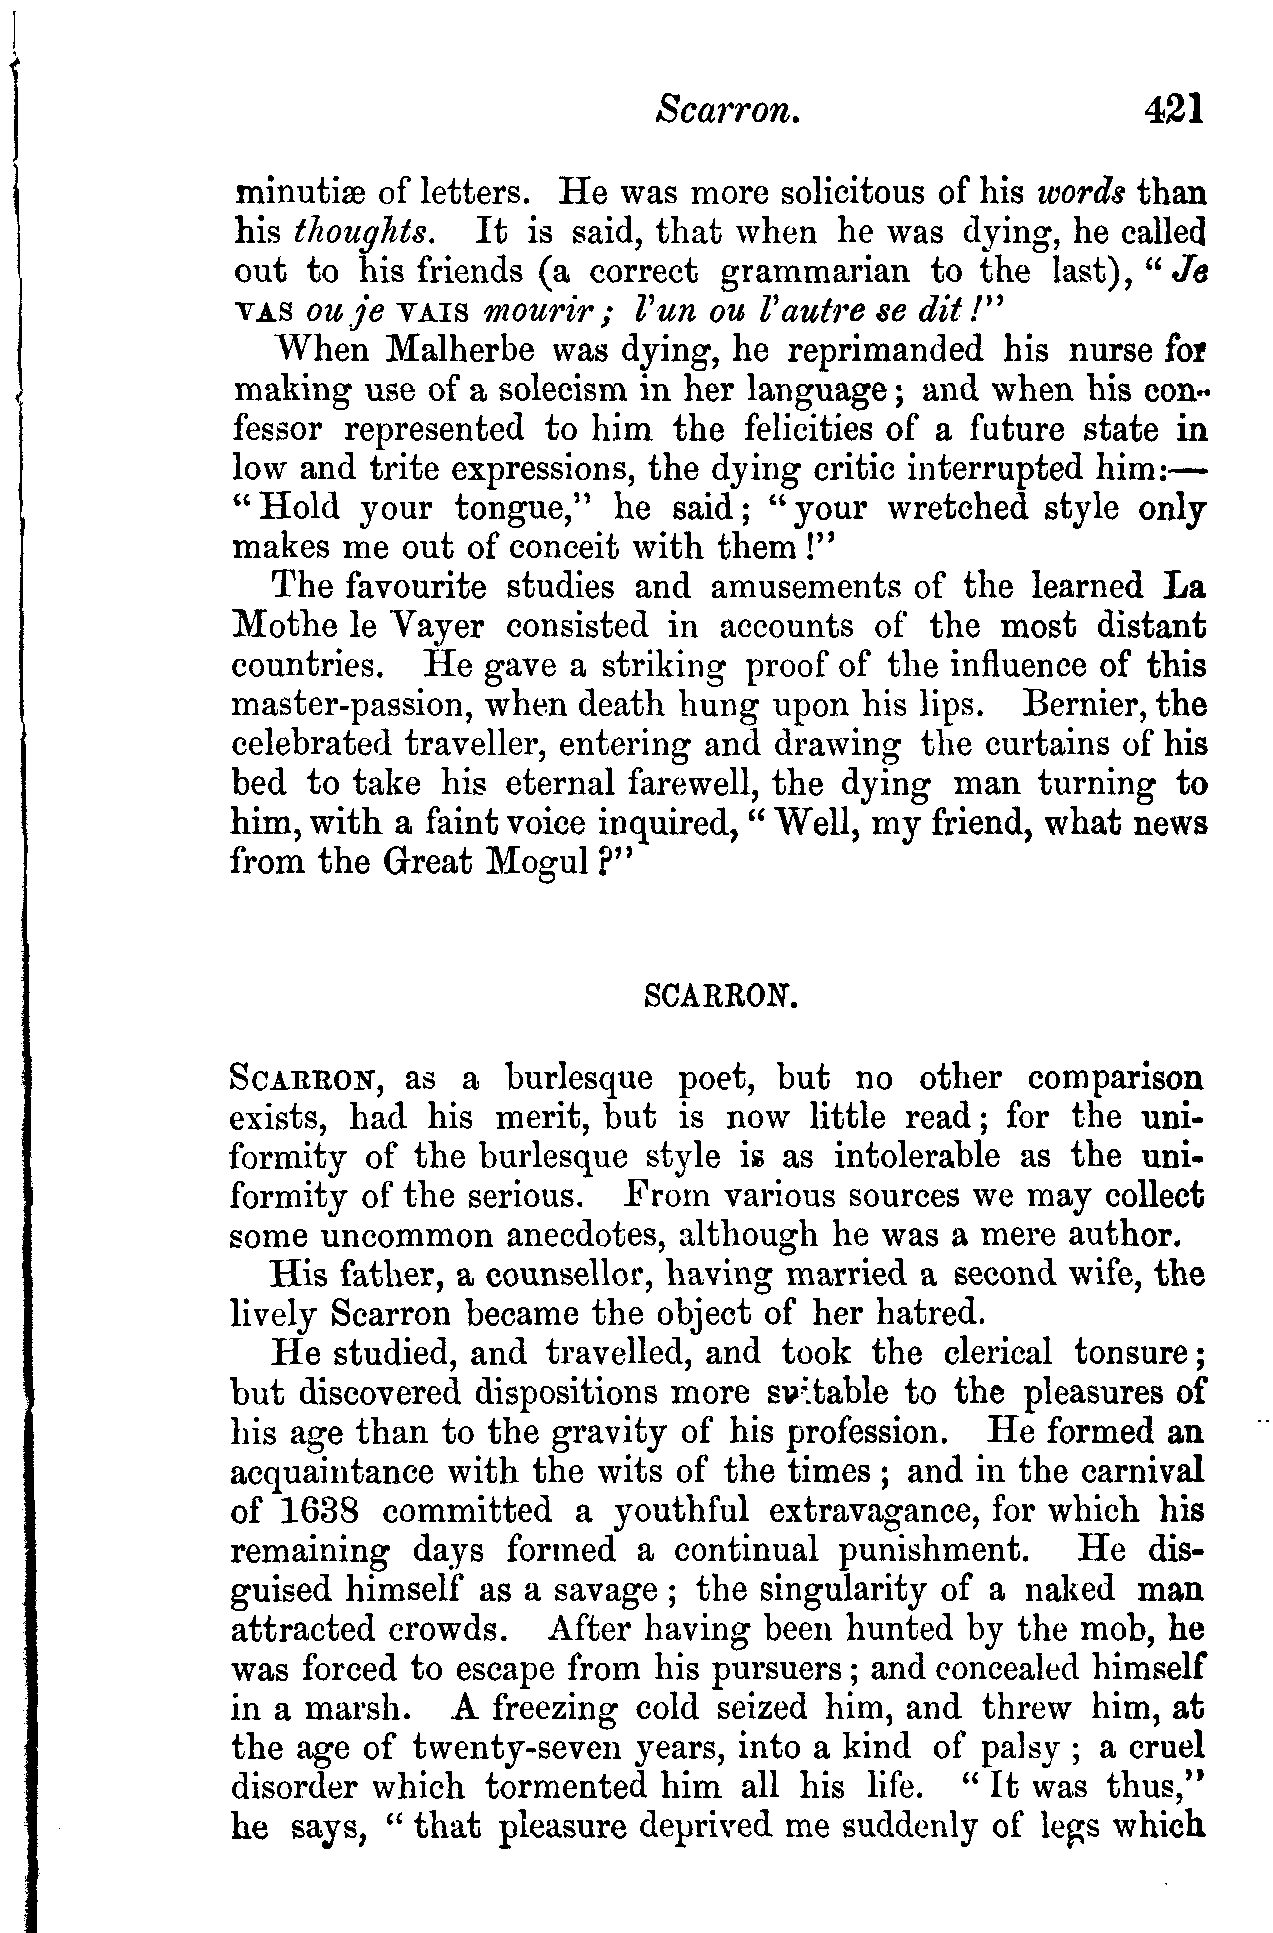 Scarron. 421
minutiæ of letters. He was more solicitous of his words than
his thoughts. It is said, that when he was dying, he called
out to his friends (a correct grammarian to the last), “Je
VAS ou je VAIS mourir; l'un ou l'autre se dit!”
When Malherbe was dying, he reprimanded his nurse for
making use of a solecism in her language; and when his con-
fessor represented to him the felicities of a future state in
low and trite expressions, the dying critic interrupted him:—
“Hold your tongue,” he said; “your wretched style only
makes me out of conceit with them!”
The favourite studies and amusements of the learned La
Mothe le Vayer consisted in accounts of the most distant
countries. He gave a striking proof of the influence of this
master-passion, when death hung upon his lips. Bernier, the
celebrated traveller, entering and drawing the curtains of his
bed to take his eternal farewell, the dying man turning to
him, with a faint voice inquired, “Well, my friend, what news
from the Great Mogul?”
SCARRON.
SCARRON, as a burlesque poet, but no other comparison
exists, had his merit, but is now little read; for the uni-
formity of the burlesque style is as intolerable as the uni-
formity of the serious. From various sources we may collect
some uncommon anecdotes, although he was a mere author.
His father, a counsellor, having married a second wife, the
lively Scarron became the object of her hatred.
He studied, and travelled, and took the clerical tonsure;
but discovered dispositions more suitable to the pleasures of
his age than to the gravity of his profession. He formed an
acquaintance with the wits of the times; and in the carnival
of 1638 committed a youthful extravagance, for which his
remaining days formed a continual punishment. He dis-
guised himself as a savage; the singularity of a naked man
attracted crowds. After having been hunted by the mob, he
was forced to escape from his pursuers; and concealed himself
in a marsh. A freezing cold seized him, and threw him, at
the age of twenty-seven years, into a kind of palsy; a cruel
disorder which tormented him all his life. “It was thus,”
he says, “that pleasure deprived me suddenly of legs which